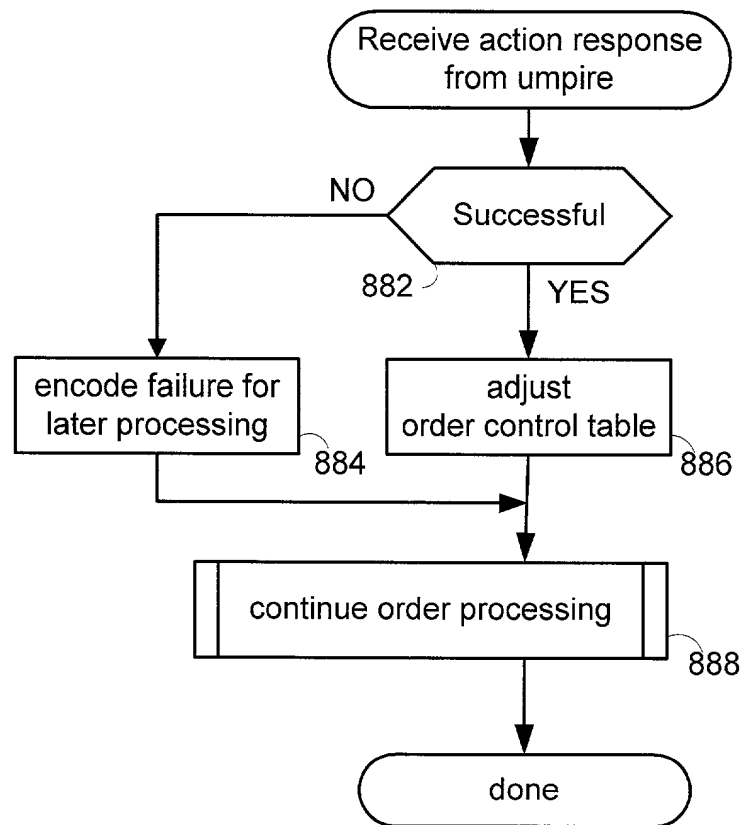 Receive action response
from umpire
NO
Successful
882
YES
encode failure for
later processing
884
adjust
order control table
886
continue order processing
888
done